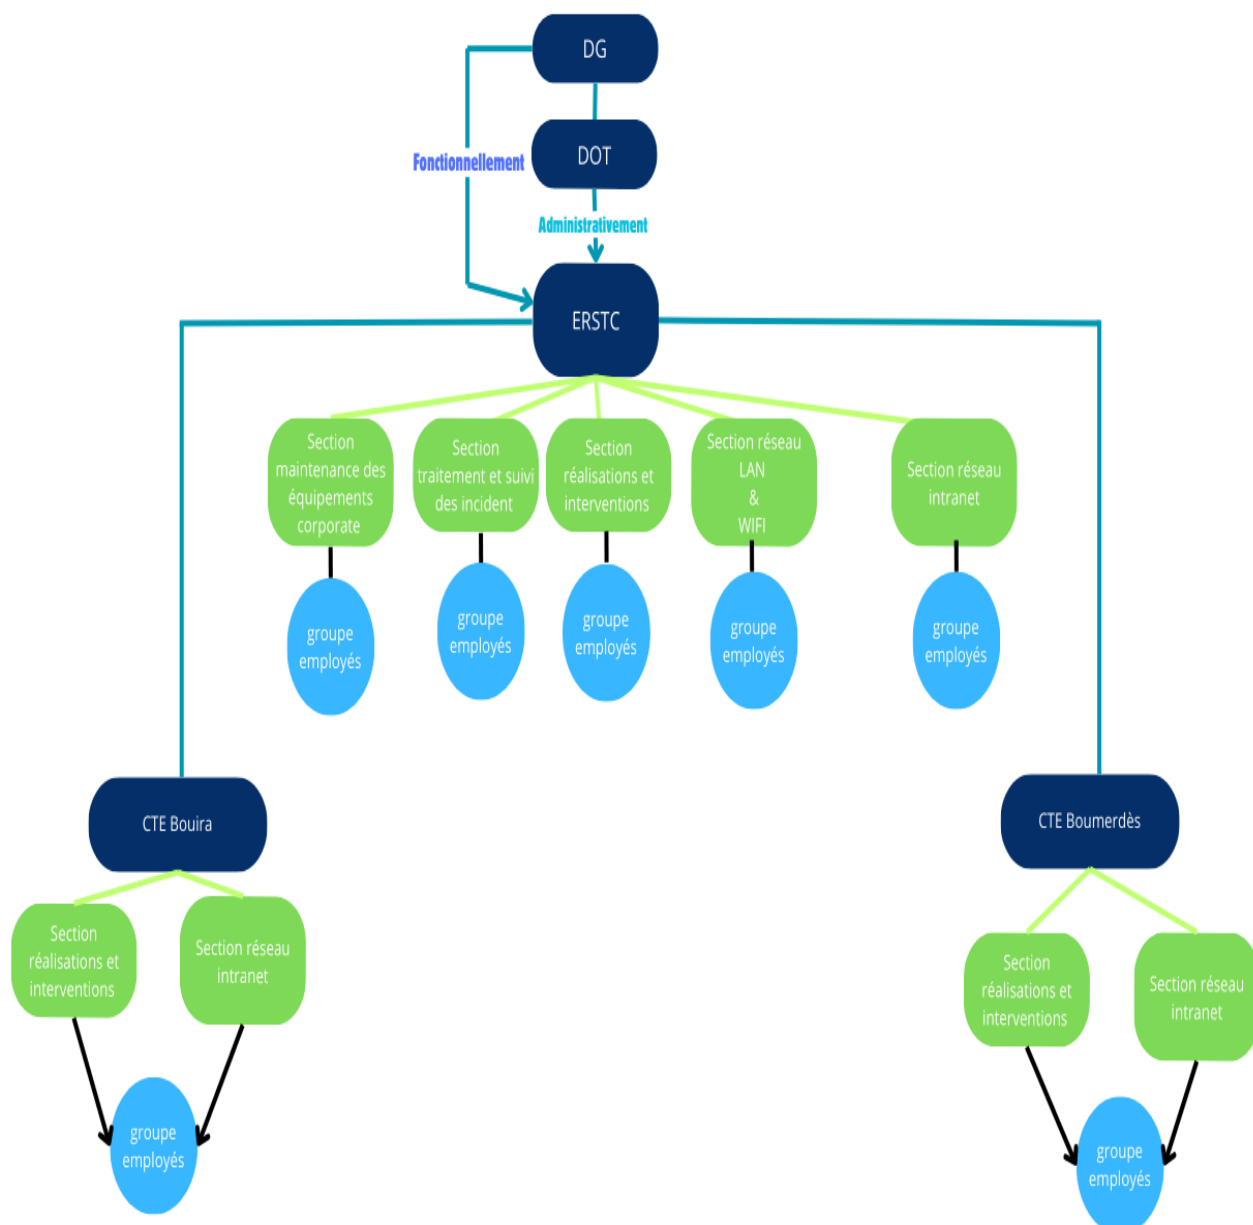 DG
DOT
Fonctionnellement
Administrativement
ERSTC
Section
maintenance des
équipements
corporate
Section
traitement et suivi
des incident
Section
réalisations et
interventions
Section réseau
LAN
&
WIFI
Section réseau
intranet
groupe
employés
groupe
employés
groupe
employés
groupe
employés
groupe
employés
CTE Bouira
CTE Boumerdès
Section
réalisations et
interventions
Section réseau
intranet
Section
réalisations et
interventions
Section réseau
intranet
groupe
employés
groupe
employés